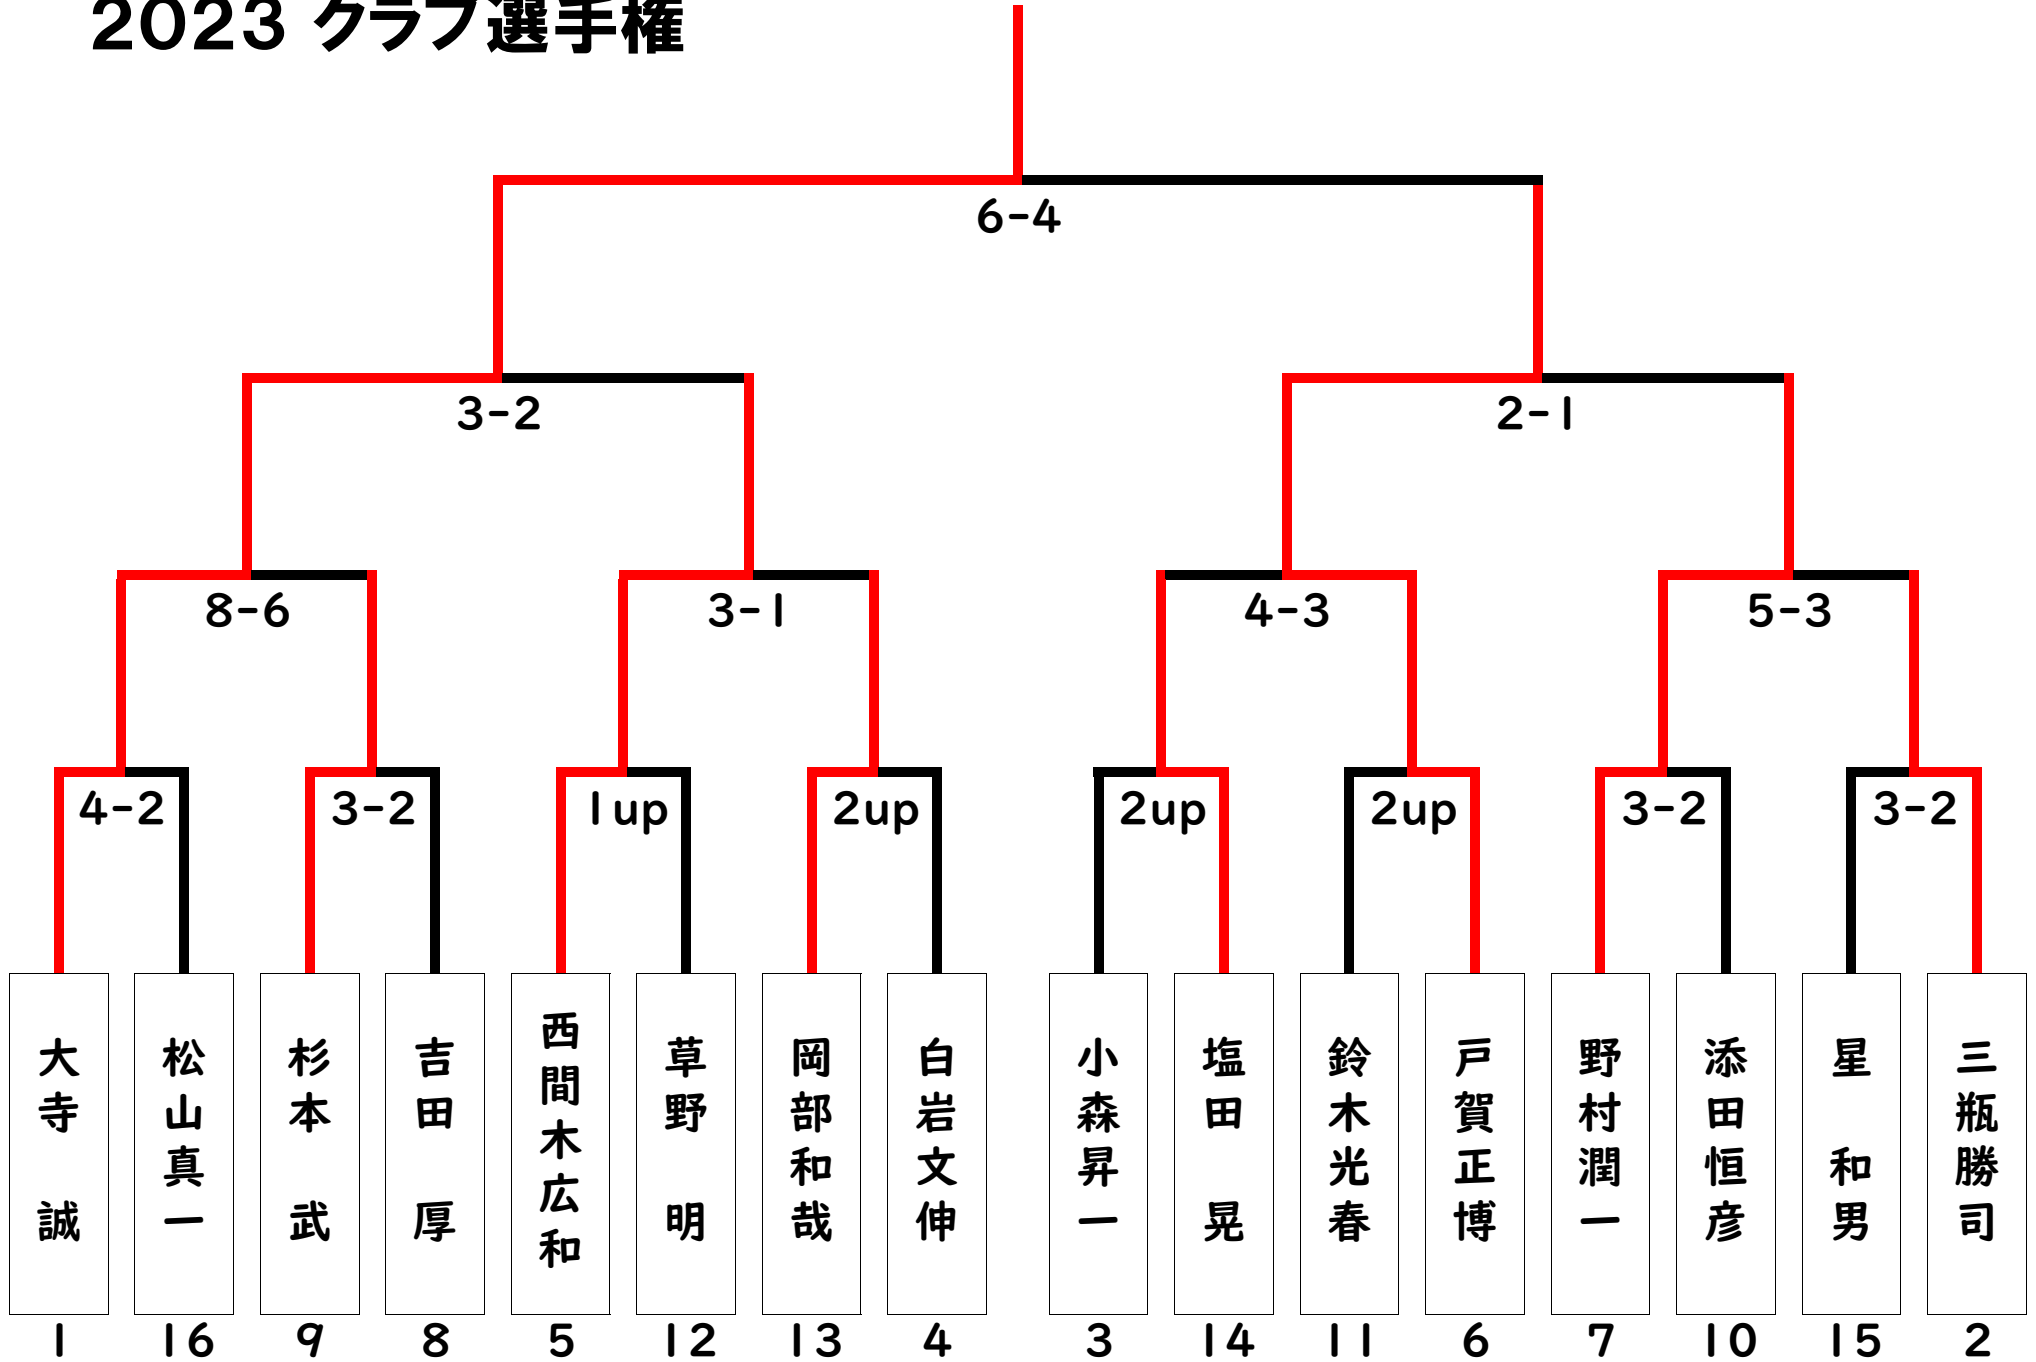 2023 クラブ選手権
6-4
3-2
2-1
8-6
3-1
4-3
5-3
4-2
3-2
1up
2up
2up
2up
3-2
3-2
大寺 誠
松山真一
杉本 武
吉田 厚
西間木広和
草野 明
岡部和哉
白岩文伸
小森昇一
塩田 晃
鈴木光春
戸賀正博
野村潤一
添田恒彦
星 和男
三瓶勝司
1
16
9
8
5
12
13
4
3
14
11
6
7
10
15
2